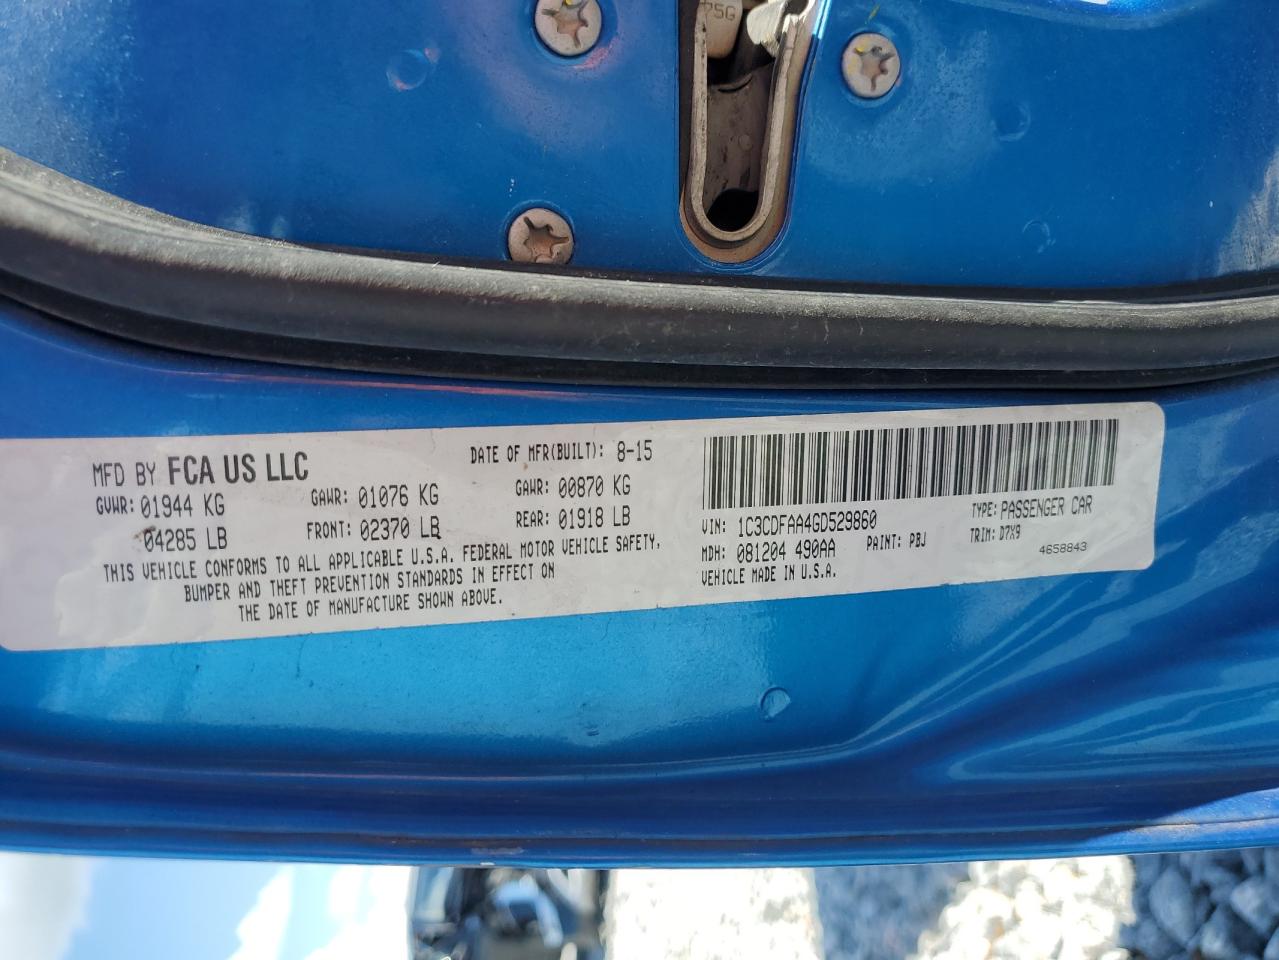 PSG
MFD BY FCA US LLC
DATE OF MFR(BUILT): 8-15
GVWR: 01944 KG
04285 LB
GAWR: 01076 KG
FRONT: 02370 LB
GAWR: 00870 KG
REAR: 01918 LB
THIS VEHICLE CONFORMS TO ALL APPLICABLE U.S.A. FEDERAL MOTOR VEHICLE SAFETY,
BUMPER AND THEFT PREVENTION STANDARDS IN EFFECT ON
THE DATE OF MANUFACTURE SHOWN ABOVE.
VIN: 1C3CDFAA4GD529860
TYPE: PASSENGER CAR
MDH: 081204 490AA
PAINT: PBJ
TRIM: D7X9
VEHICLE MADE IN U.S.A.
4658843